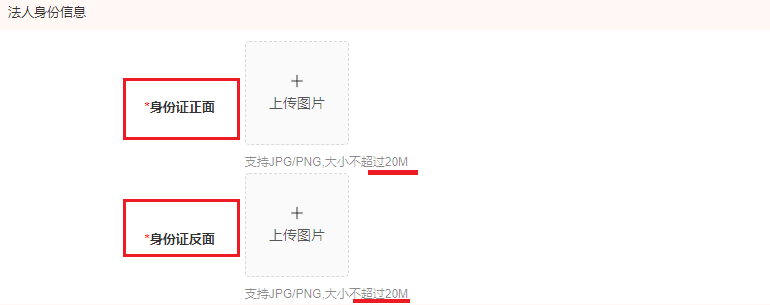 法人身份信息
+
上传图片
*身份证正面
支持JPG/PNG,大小不超过20M
+
上传图片
*身份证反面
支持JPG/PNG,大小不超过20M